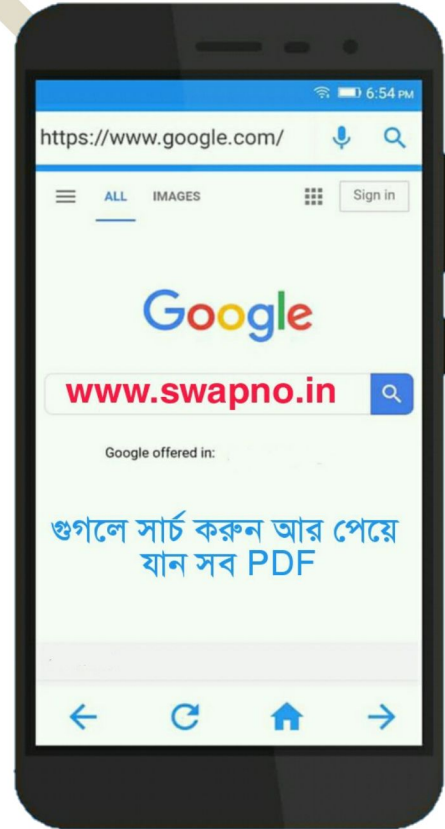 6:54 PM
https://www.google.com/
ALL IMAGES Sign in
Google
www.swapno.in
Google offered in:
গুগলে সার্চ করুন আর পেয়ে
যান সব PDF